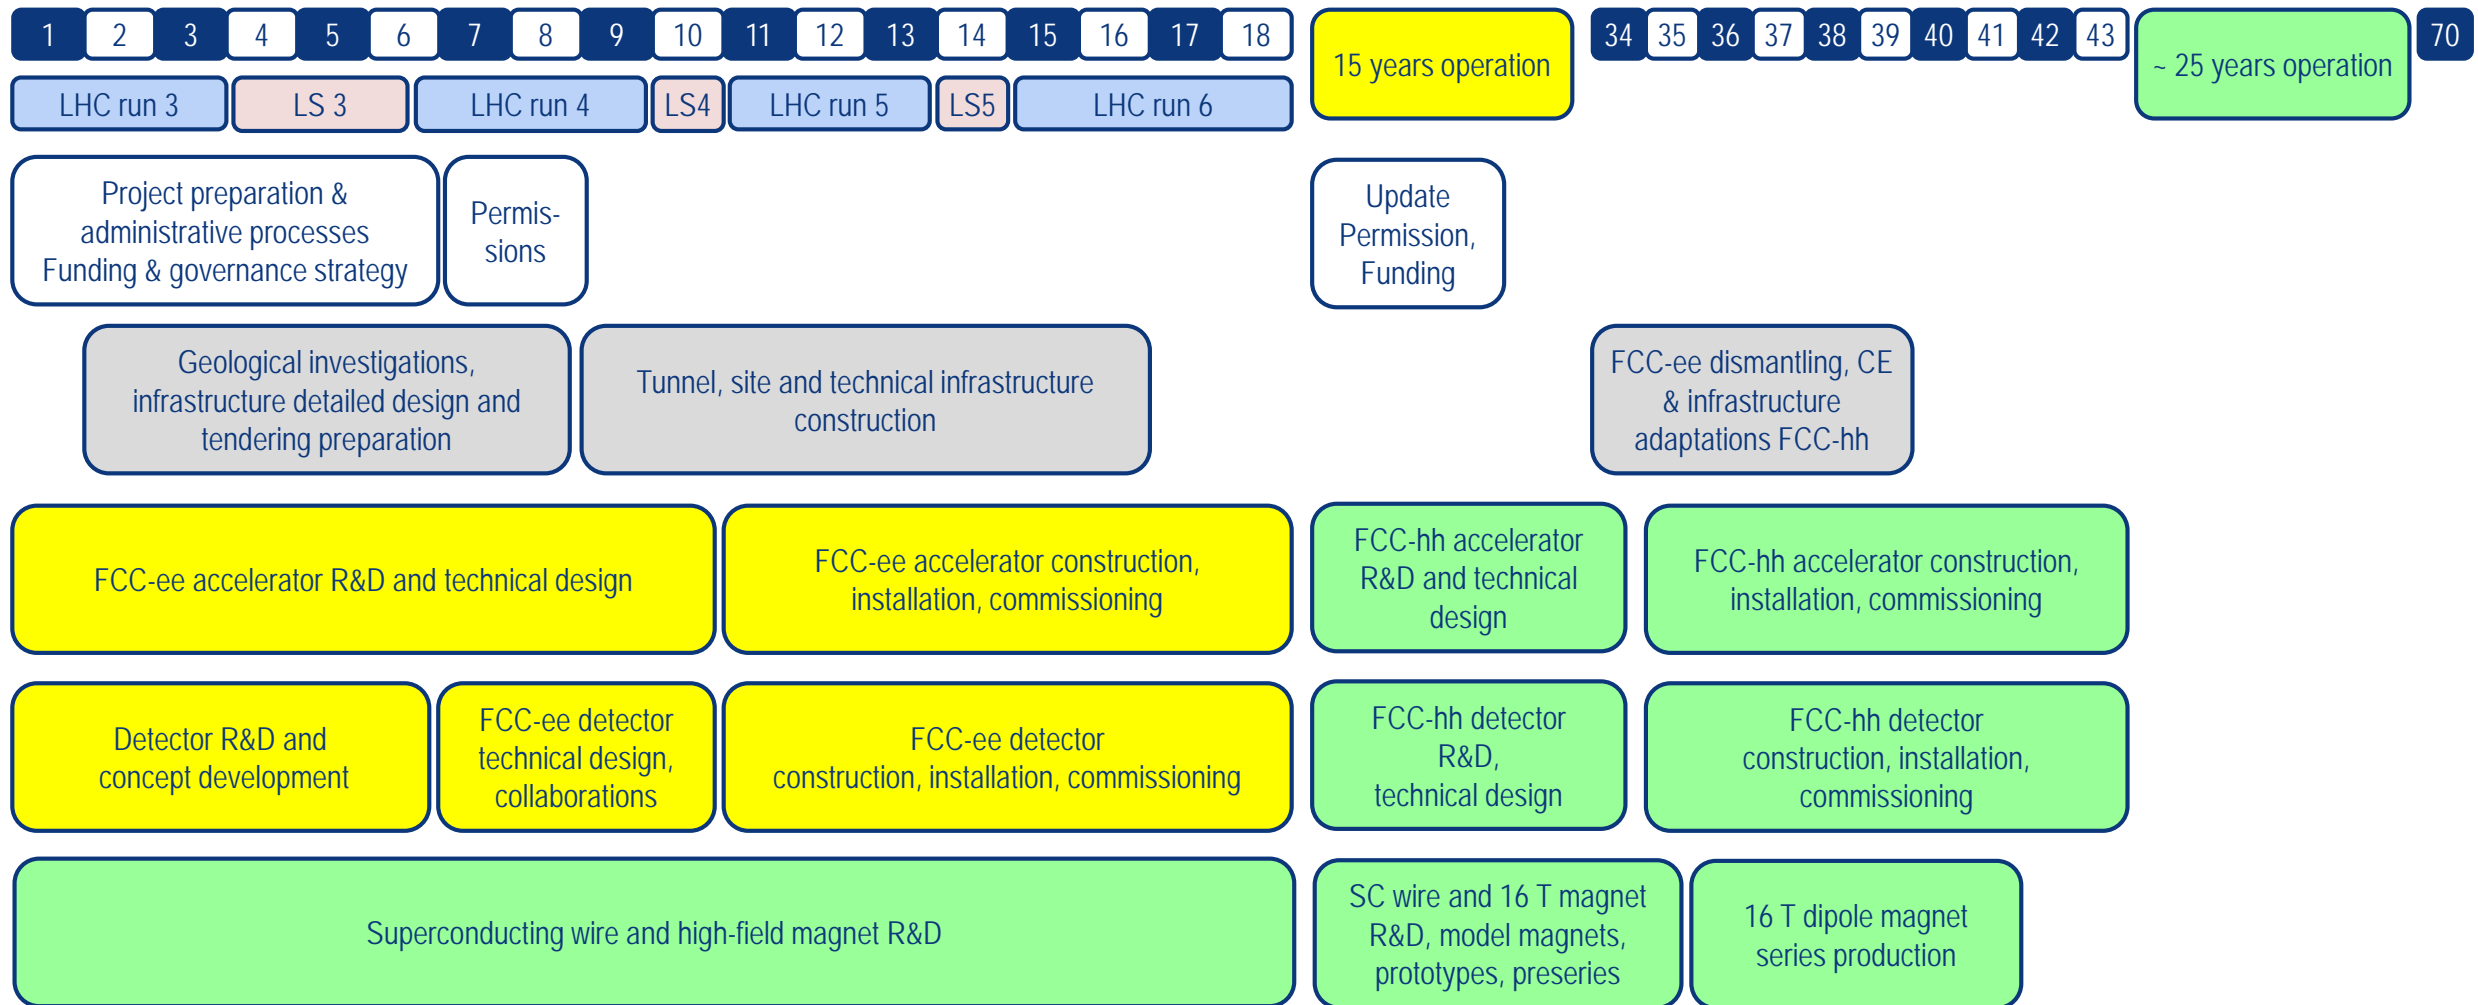 1 2 3 4 5 6 7 8 9 10 11 12 13 14 15 16 17 18
15 years operation
34 35 36 37 38 39 40 41 42 43
~ 25 years operation
70
LHC run 3
LS 3
LHC run 4
LS4
LHC run 5
LS5
LHC run 6
Project preparation &
administrative processes
Funding & governance strategy
Permis-
sions
Update
Permission,
Funding
Geological investigations,
infrastructure detailed design and
tendering preparation
Tunnel, site and technical infrastructure
construction
FCC-ee dismantling, CE
& infrastructure
adaptations FCC-hh
FCC-ee accelerator R&D and technical design
FCC-ee accelerator construction,
installation, commissioning
FCC-hh accelerator
R&D and technical
design
FCC-hh accelerator construction,
installation, commissioning
Detector R&D and
concept development
FCC-ee detector
technical design,
collaborations
FCC-ee detector
construction, installation, commissioning
FCC-hh detector
R&D,
technical design
FCC-hh detector
construction, installation,
commissioning
Superconducting wire and high-field magnet R&D
SC wire and 16 T magnet
R&D, model magnets,
prototypes, preseries
16 T dipole magnet
series production